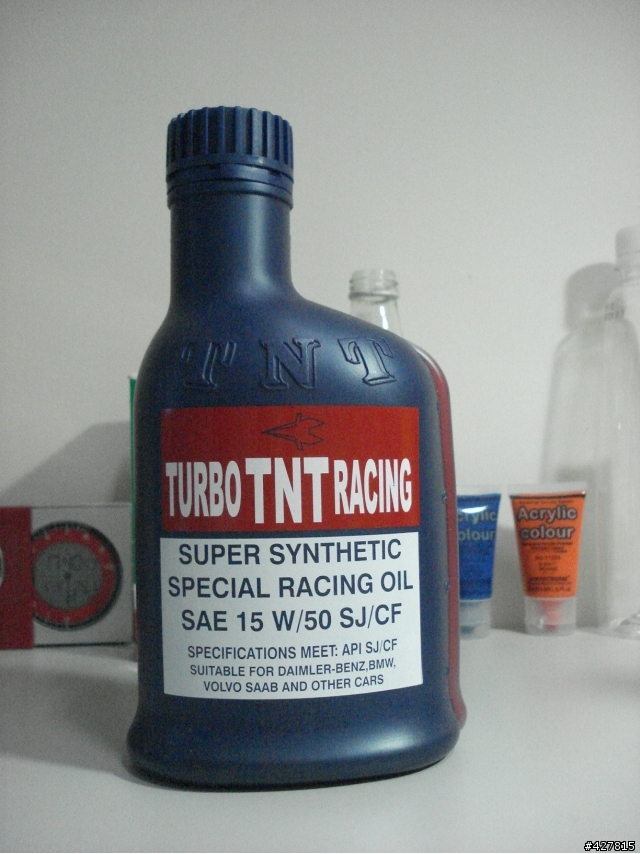 TNT
TURBO TNT RACING
SUPER SYNTHETIC
SPECIAL RACING OIL
SAE 15 W/50 SJ/CF
SPECIFICATIONS MEET: API SJ/CF
SUITABLE FOR DAIMLER-BENZ,BMW,
VOLVO SAAB AND OTHER CARS
Acrylic
colour
Acrylic
colour
#427815